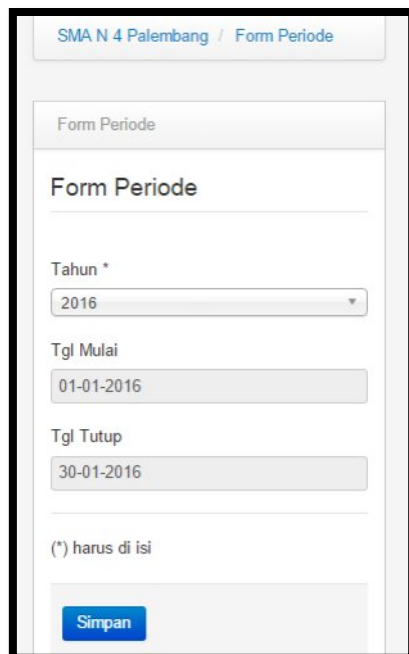 SMA N 4 Palembang / Form Periode
Form Periode
Form Periode
Tahun *
2016
Tgl Mulai
01-01-2016
Tgl Tutup
30-01-2016
(*) harus di isi
Simpan